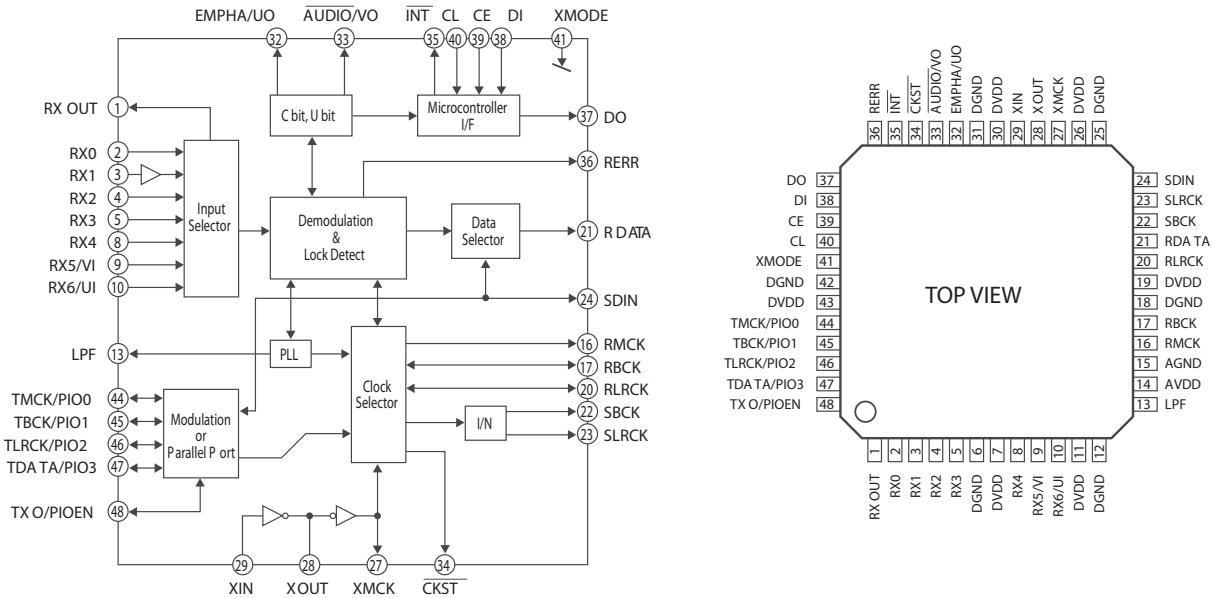 EMPHA/UO AUDIO/VO INT CL CE DI XMODE
32 33 35 40 39 38 41
RX OUT 1
C bit, U bit
Microcontroller
I/F
37 DO
RX0 2
RX1 3
RX2 4
RX3 5
RX4 8
RX5/VI 9
RX6/UI 10
Input
Selector
36 RERR
Demodulation
&
Lock Detect
Data
Selector
21 R DATA
24 SDIN
LPF 13
PLL
Clock
Selector
16 RMCK
17 RBCK
20 RLRCK
I/N
22 SBCK
23 SLRCK
TMCK/PIO0 44
TBCK/PIO1 45
TLRCK/PIO2 46
TDA TA/PIO3 47
Modulation
or
Parallel P ort
TX O/PIOEN 48
29 28 27 34
XIN XOUT XMCK CKST
RERR INT CKST AUDIO/VO EMPHA/UO DGND DVDD XIN XOUT XMCK DVDD DGND
36 35 34 33 32 31 30 29 28 27 26 25
DO 37
DI 38
CE 39
CL 40
XMODE 41
DGND 42
DVDD 43
TMCK/PIO0 44
TBCK/PIO1 45
TLRCK/PIO2 46
TDA TA/PIO3 47
TX O/PIOEN 48
TOP VIEW
24 SDIN
23 SLRCK
22 SBCK
21 RDA TA
20 RLRCK
19 DVDD
18 DGND
17 RBCK
16 RMCK
15 AGND
14 AVDD
13 LPF
1 2 3 4 5 6 7 8 9 10 11 12
RX OUT RX0 RX1 RX2 RX3 DGND DVDD RX4 RX5/VI RX6/UI DVDD DGND